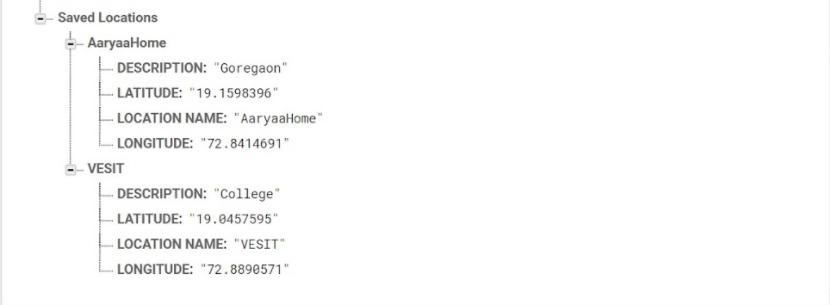 Saved Locations
AaryaaHome
DESCRIPTION: "Goregaon"
LATITUDE: "19.1598396"
LOCATION NAME: "AaryaaHome"
LONGITUDE: "72.8414691"
VESIT
DESCRIPTION: "College"
LATITUDE: "19.0457595"
LOCATION NAME: "VESIT"
LONGITUDE: "72.8890571"